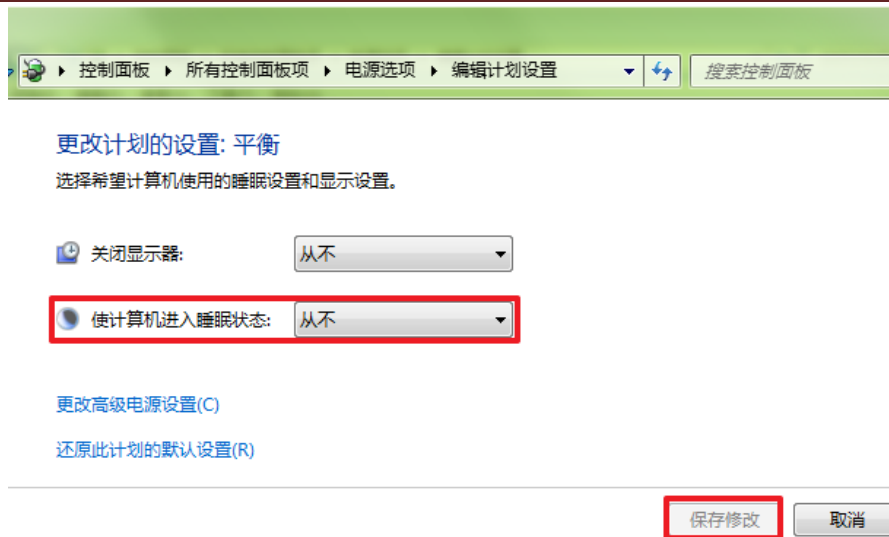 控制面板 ▸ 所有控制面板项 ▸ 电源选项 ▸ 编辑计划设置 搜索控制面板
更改计划的设置: 平衡
选择希望计算机使用的睡眠设置和显示设置。
关闭显示器: 从不
使计算机进入睡眠状态: 从不
更改高级电源设置(C)
还原此计划的默认设置(R)
保存修改 取消